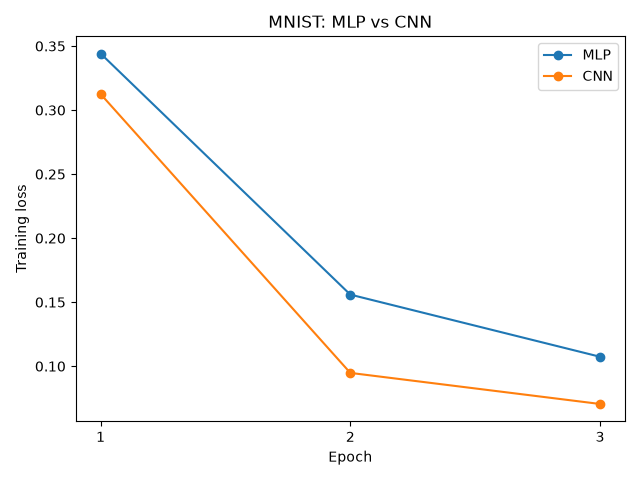 MNIST: MLP vs CNN
MLP
CNN
Training loss
0.35
0.30
0.25
0.20
0.15
0.10
1
2
3
Epoch